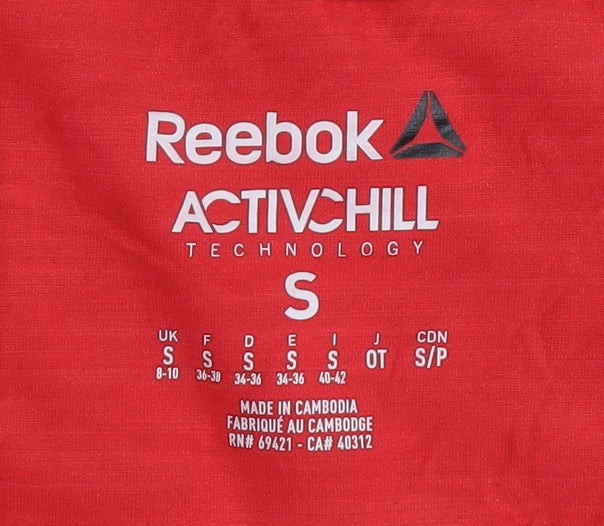 Reebok
ACTIVCHILL
TECHNOLOGY
S
UK F D E I J CDN
S S S S S OT S/P
8-10 36-38 34-36 34-36 40-42
MADE IN CAMBODIA
FABRIQUÉ AU CAMBODGE
RN# 69421 - CA# 40312